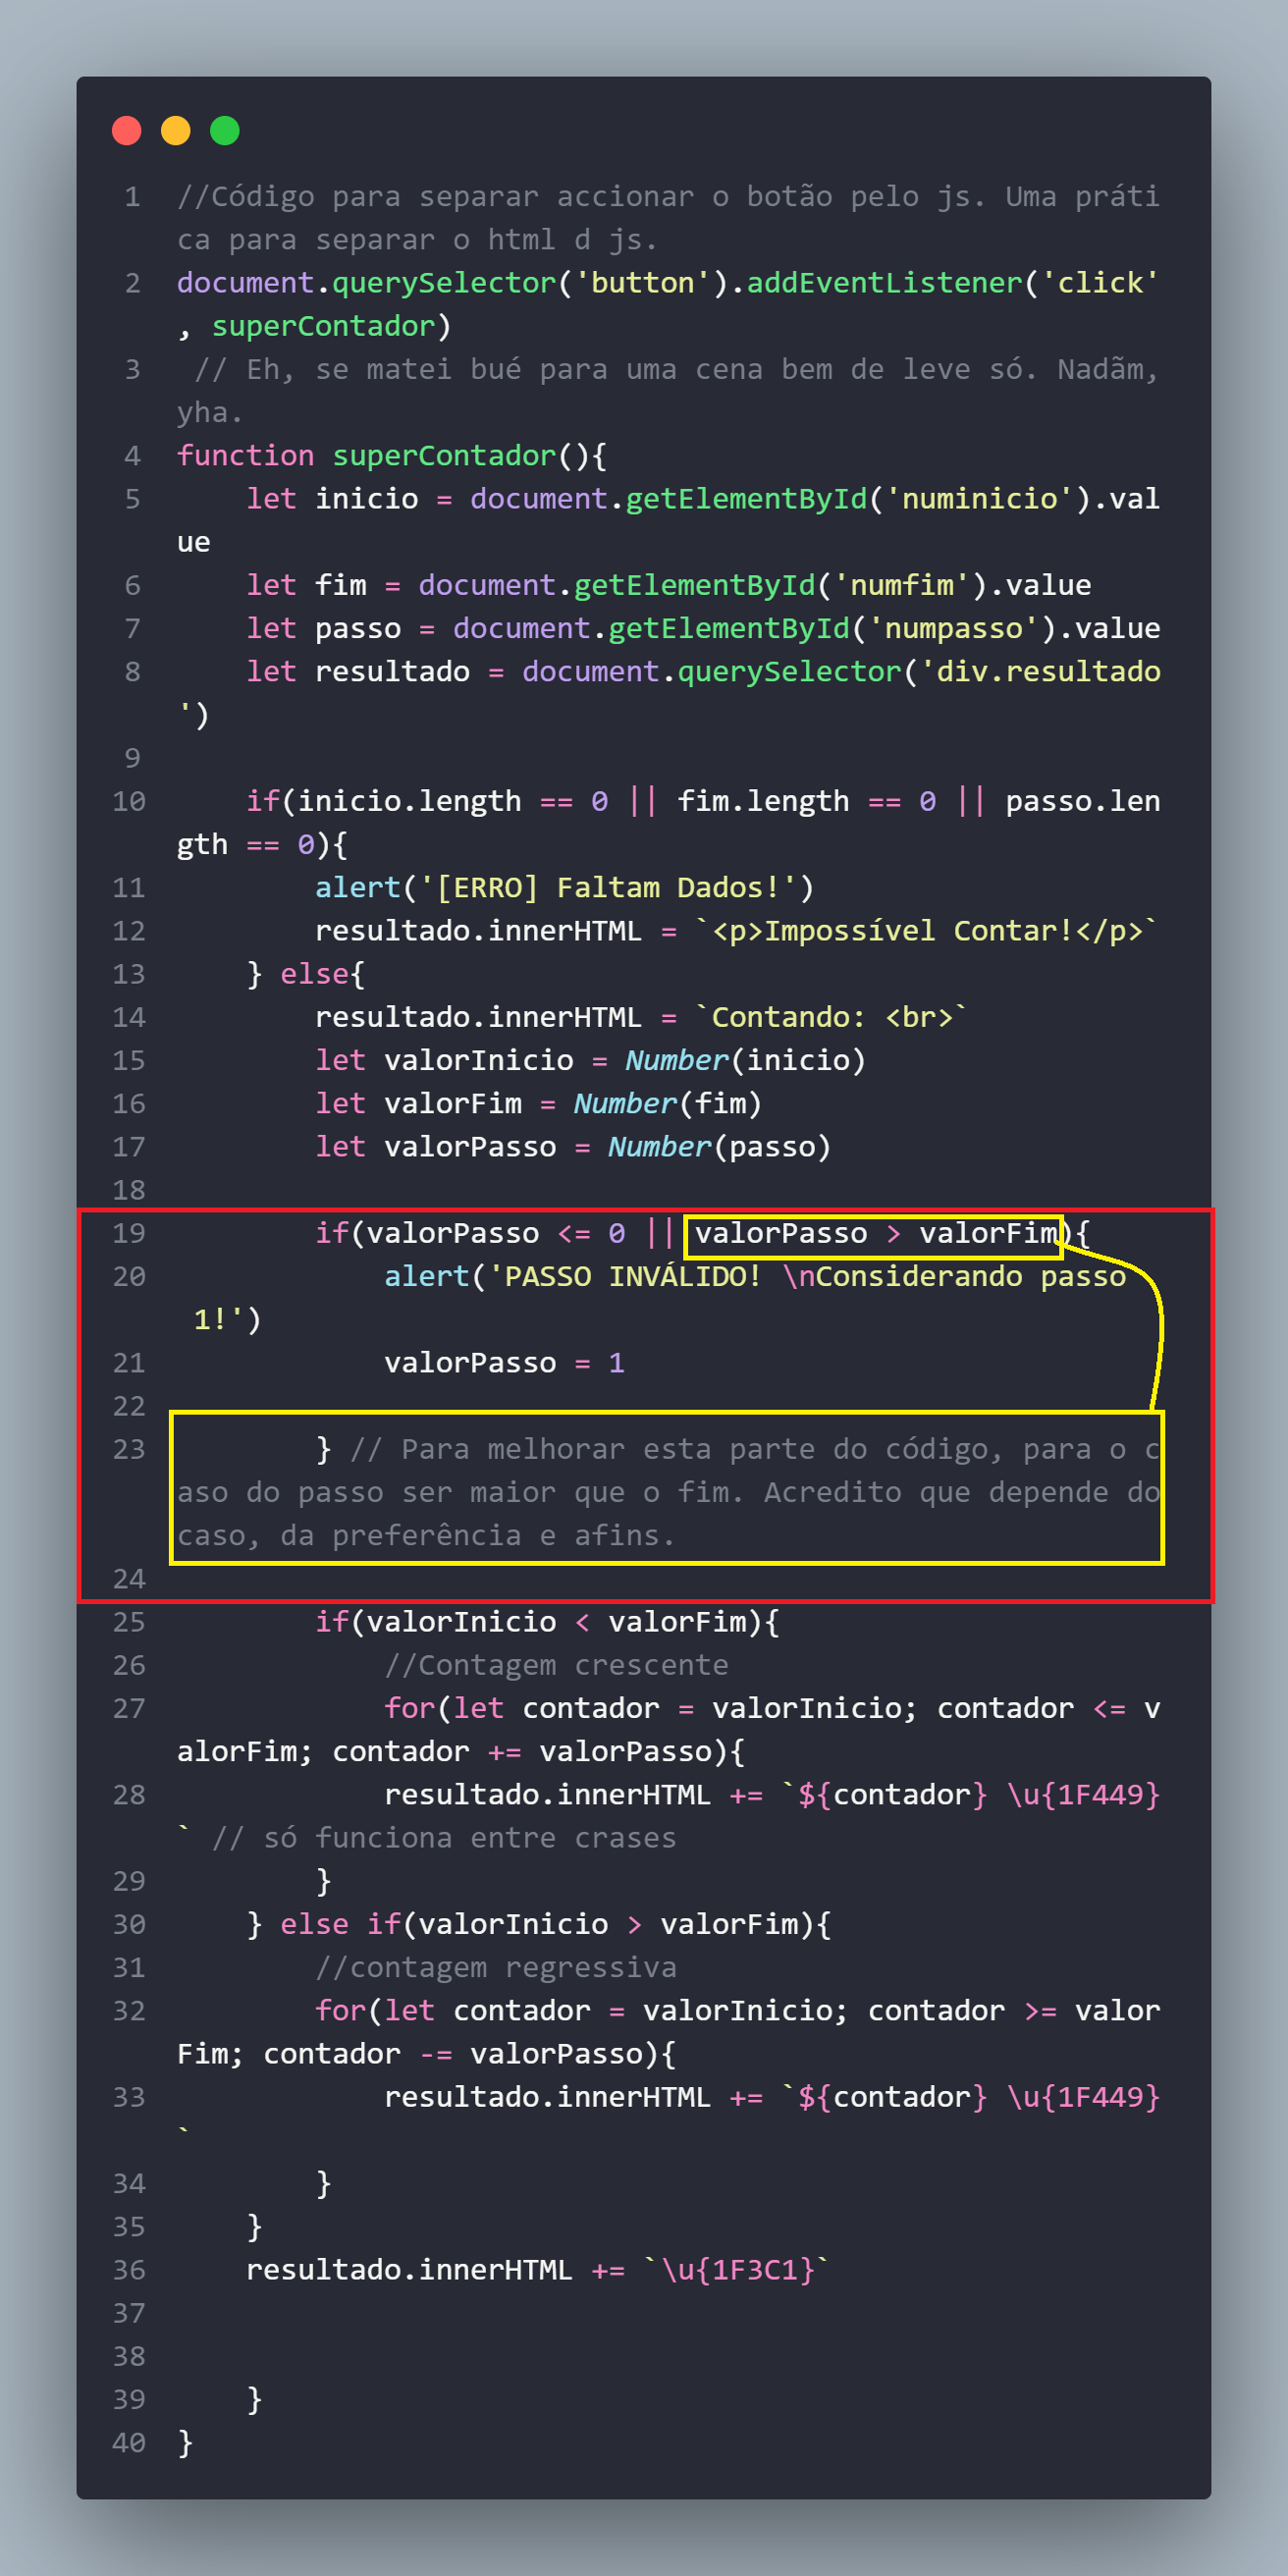 1 //Código para separar accionar o botão pelo js. Uma práti
ca para separar o html d js.
2 document.querySelector('button').addEventListener('click'
, superContador)
3  // Eh, se matei bué para uma cena bem de leve só. Nadãm,
yha.
4 function superContador(){
5     let inicio = document.getElementById('numinicio').val
ue
6     let fim = document.getElementById('numfim').value
7     let passo = document.getElementById('numpasso').value
8     let resultado = document.querySelector('div.resultado
')
9
10     if(inicio.length == 0 || fim.length == 0 || passo.len
gth == 0){
11         alert('[ERRO] Faltam Dados!')
12         resultado.innerHTML = `<p>Impossível Contar!</p>`
13     } else{
14         resultado.innerHTML = `Contando: <br>`
15         let valorInicio = Number(inicio)
16         let valorFim = Number(fim)
17         let valorPasso = Number(passo)
18
19         if(valorPasso <= 0 || valorPasso > valorFim){
20             alert('PASSO INVÁLIDO! \nConsiderando passo
 1!')
21             valorPasso = 1
22
23         } // Para melhorar esta parte do código, para o c
aso do passo ser maior que o fim. Acredito que depende do
caso, da preferência e afins.
24
25         if(valorInicio < valorFim){
26             //Contagem crescente
27             for(let contador = valorInicio; contador <= v
alorFim; contador += valorPasso){
28             resultado.innerHTML += `${contador} \u{1F449}
` // só funciona entre crases
29         }
30     } else if(valorInicio > valorFim){
31         //contagem regressiva
32         for(let contador = valorInicio; contador >= valor
Fim; contador -= valorPasso){
33             resultado.innerHTML += `${contador} \u{1F449}
`
34         }
35     }
36     resultado.innerHTML += `\u{1F3C1}`
37
38
39     }
40 }